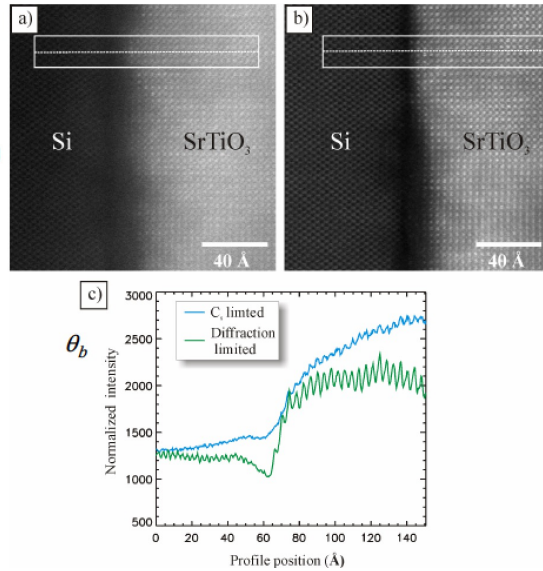 a)
Si
SrTiO3
40 Å
b)
Si
SrTiO3
40 Å
c)
θb
Cs limted
Diffraction
limited
Normalized intensity
3000
2500
2000
1500
1000
500
0 20 40 60 80 100 120 140
Profile position (Å)